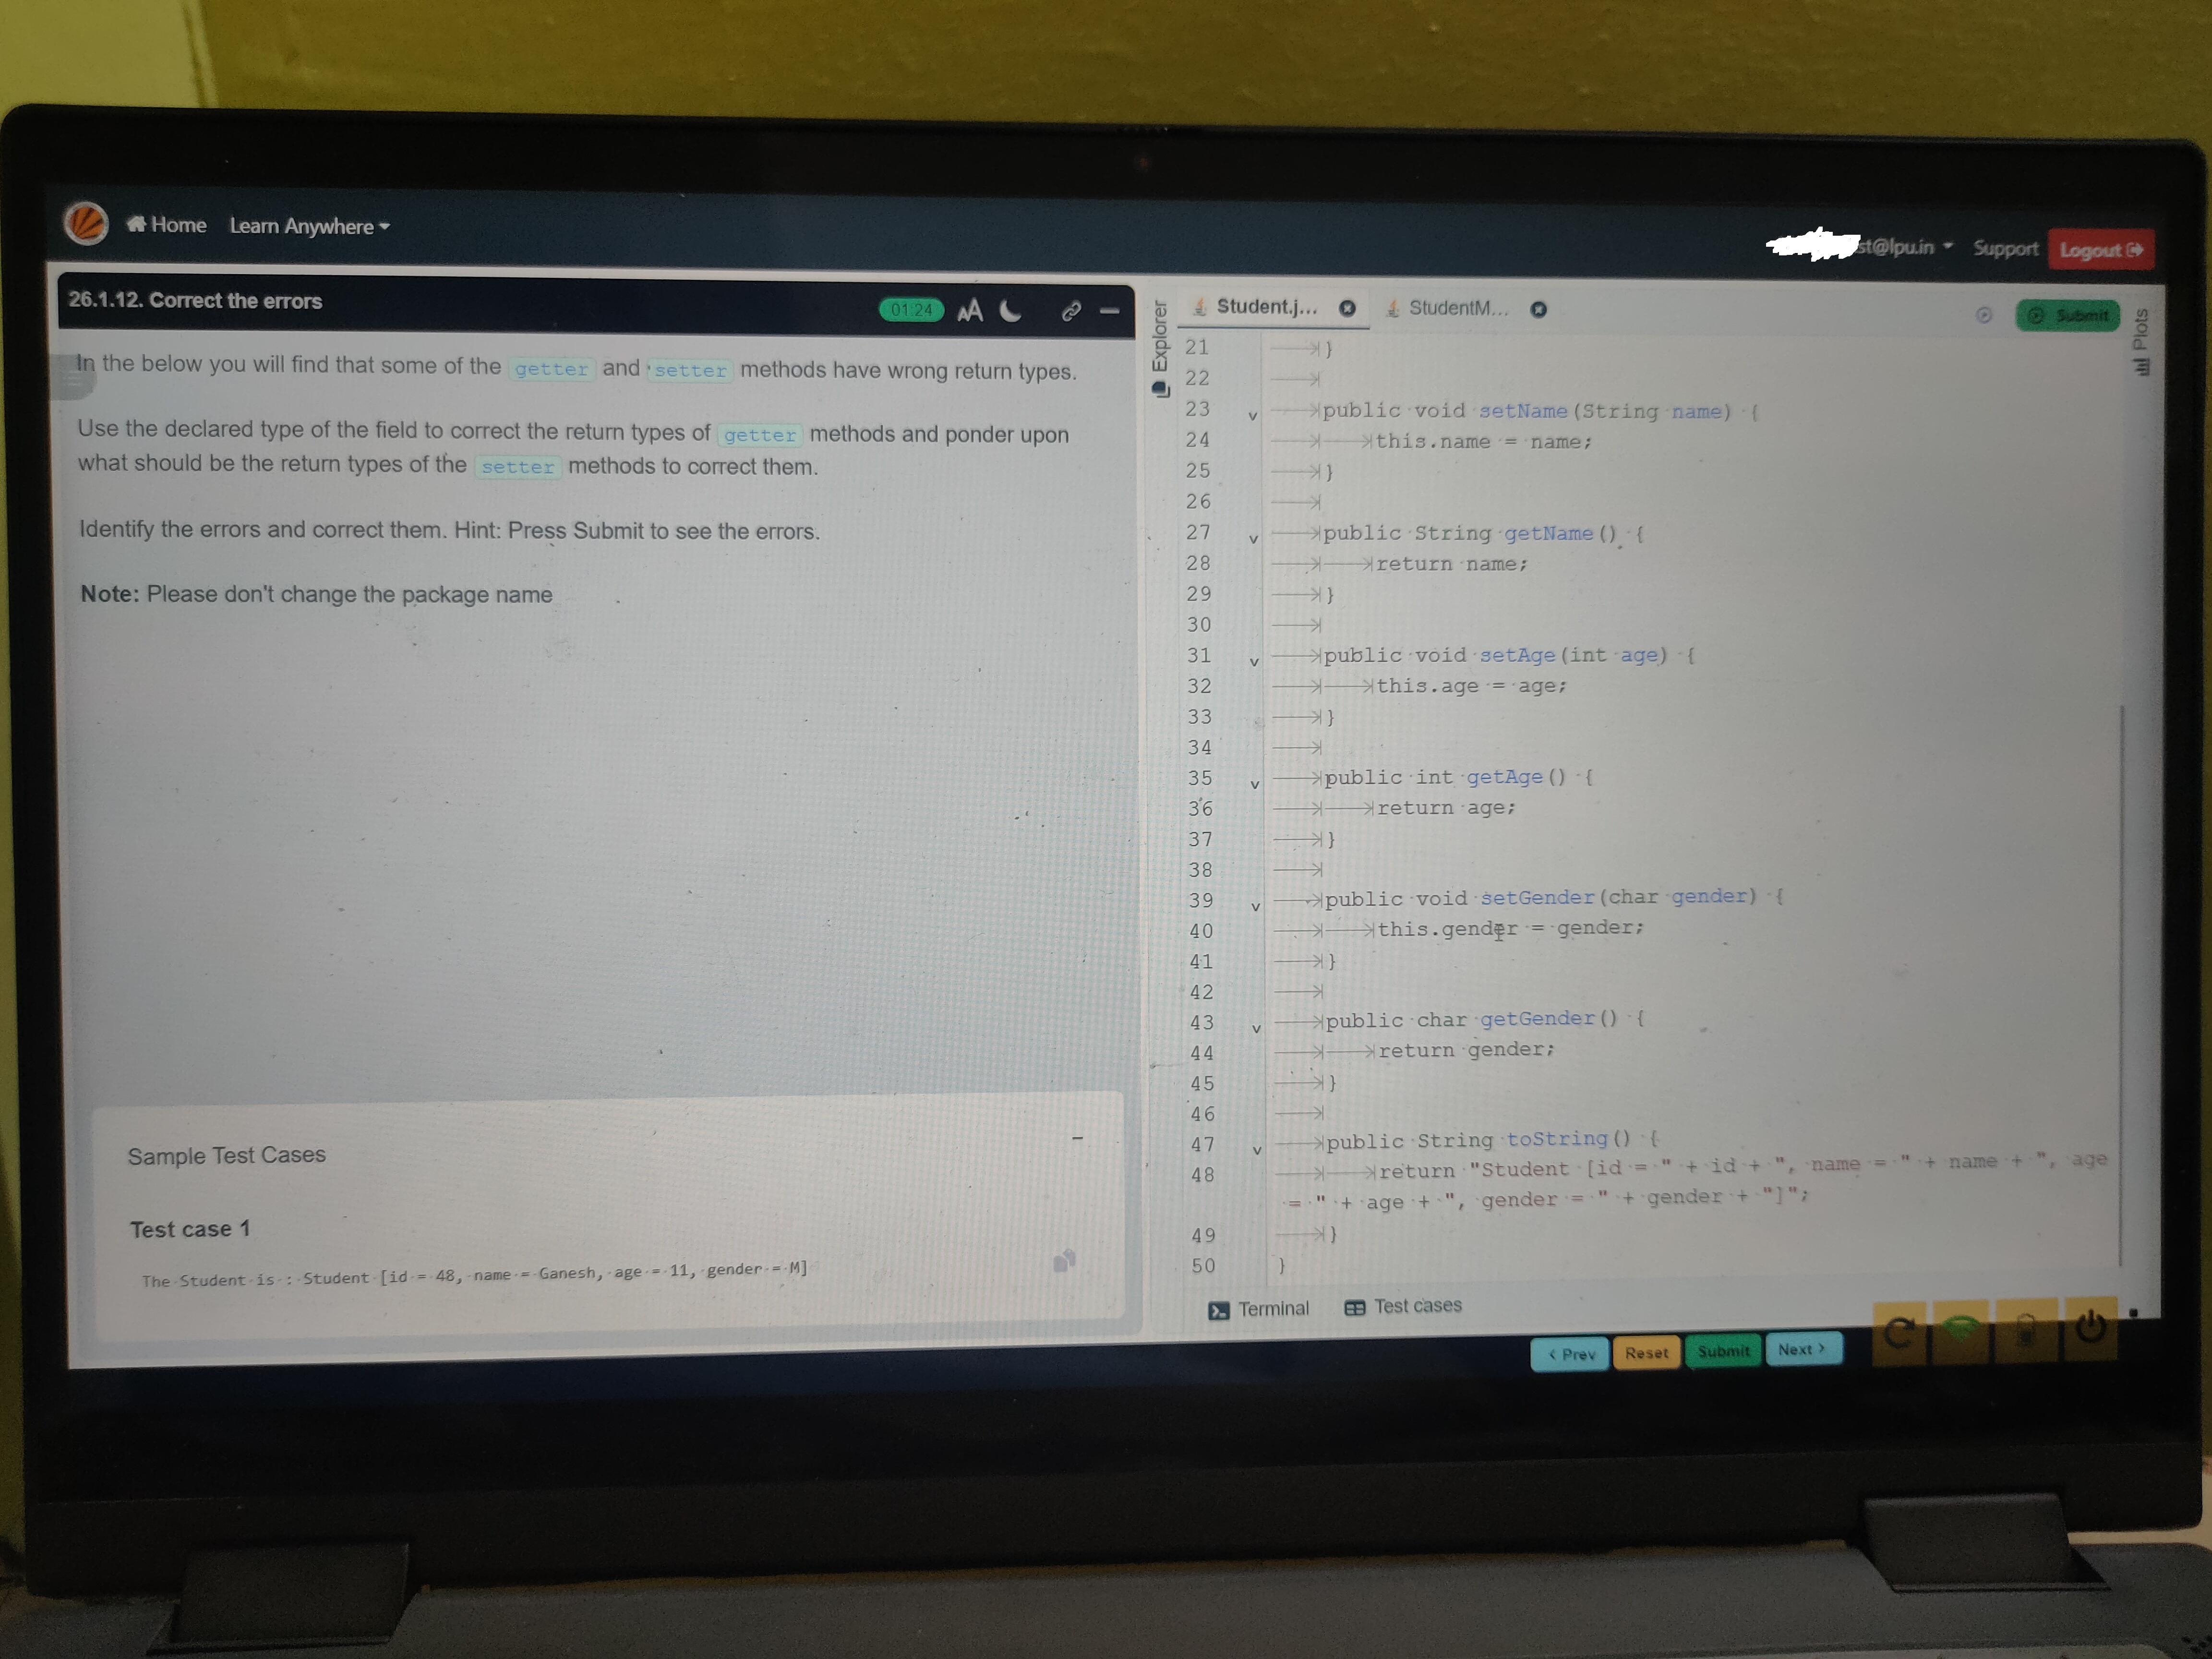 Home Learn Anywhere
st@lpu.in Support Logout
26.1.12. Correct the errors
01:24 AA
In the below you will find that some of the getter and setter methods have wrong return types.
Use the declared type of the field to correct the return types of getter methods and ponder upon
what should be the return types of the setter methods to correct them.
Identify the errors and correct them. Hint: Press Submit to see the errors.
Note: Please don't change the package name
Sample Test Cases
Test case 1
The Student is : Student [id = 48, name = Ganesh, age = 11, gender = M]
Explorer
Student.j... StudentM...
Submit
Plots
21 }
22
23 public void setName(String name) {
24 this.name = name;
25 }
26
27 public String getName() {
28 return name;
29 }
30
31 public void setAge(int age) {
32 this.age = age;
33 }
34
35 public int getAge() {
36 return age;
37 }
38
39 public void setGender(char gender) {
40 this.gender = gender;
41 }
42
43 public char getGender() {
44 return gender;
45 }
46
47 public String toString() {
48 return "Student [id = " + id + ", name = " + name + ", age
= " + age + ", gender = " + gender + "]";
49 }
50 }
Terminal Test cases
< Prev Reset Submit Next >